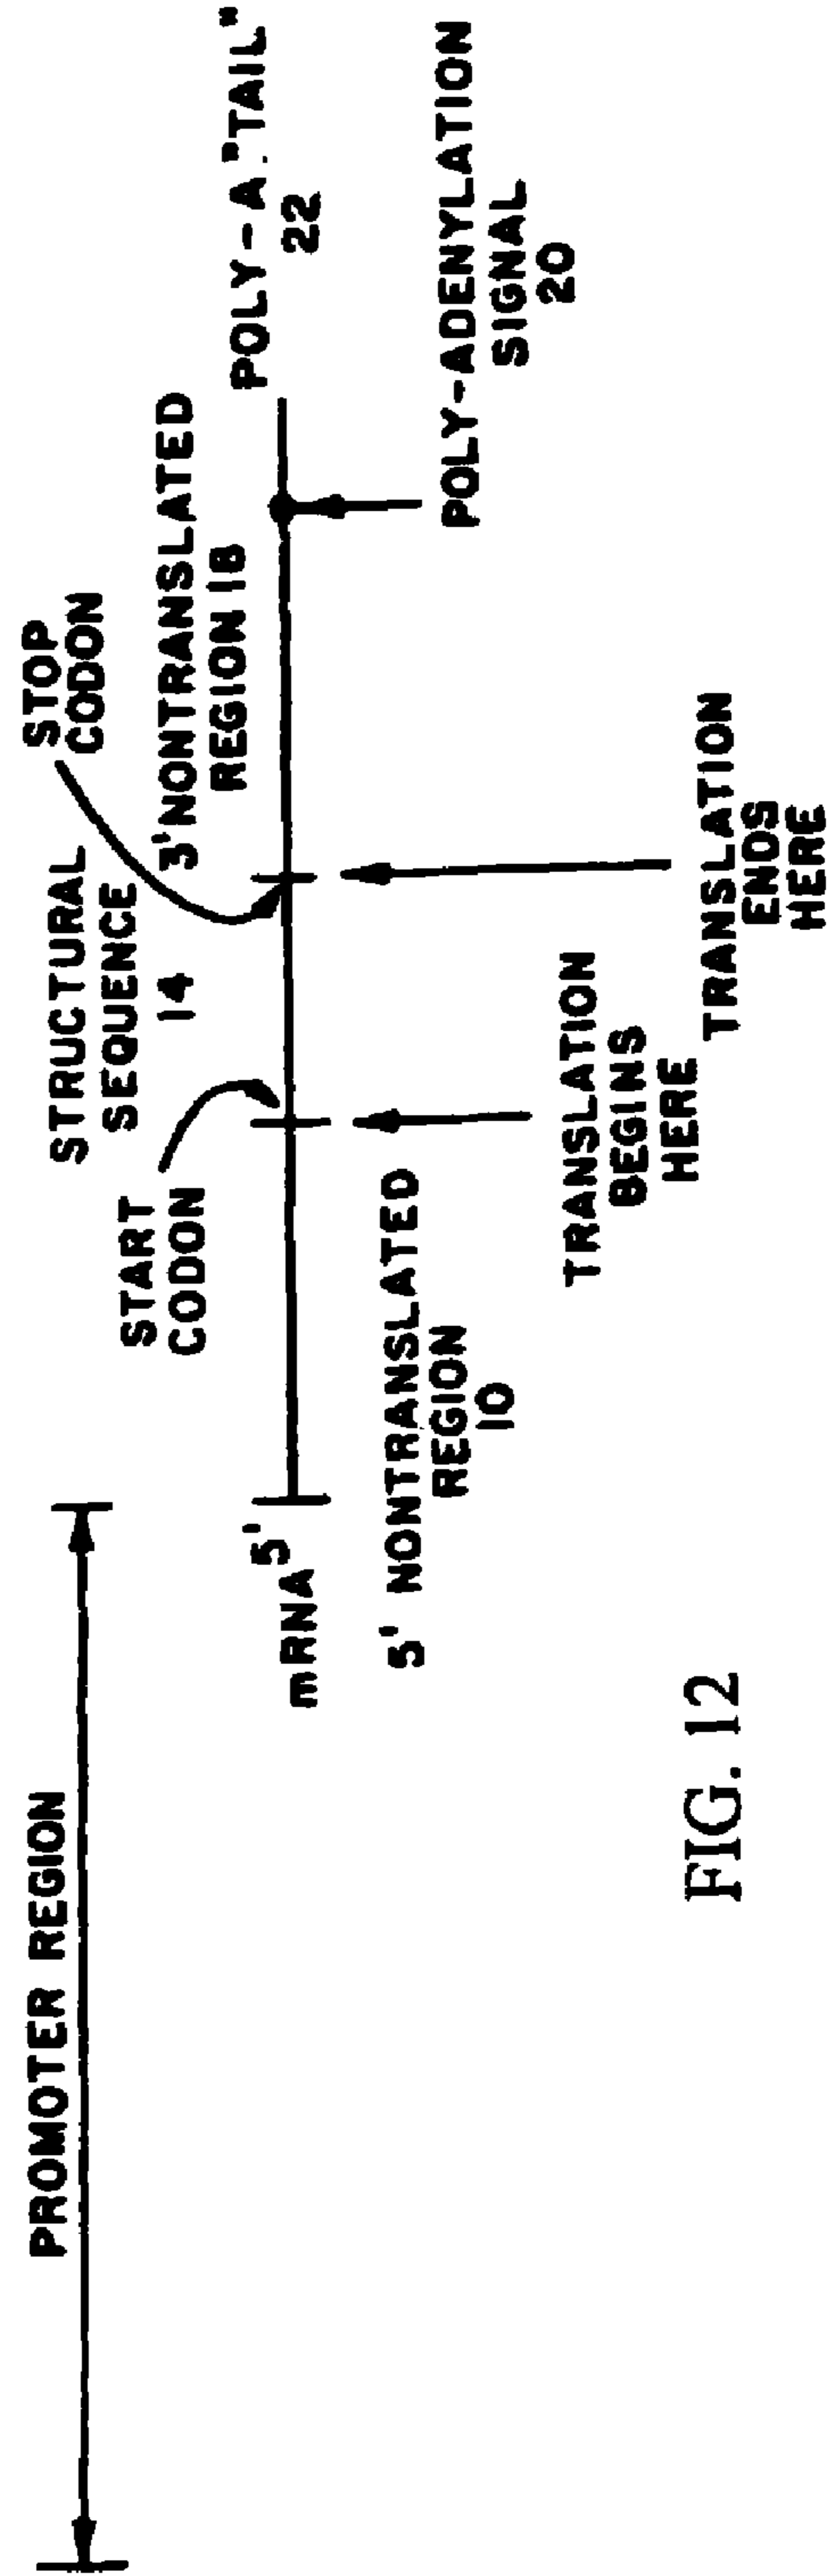 PROMOTER REGION
STRUCTURAL
SEQUENCE
14
STOP
CODON
START
CODON
3' NONTRANSLATED
REGION 18
POLY-A "TAIL"
22
mRNA 5'
5' NONTRANSLATED
REGION
10
POLY-ADENYLATION
SIGNAL
20
TRANSLATION
BEGINS
HERE
TRANSLATION
ENDS
HERE
FIG. 12